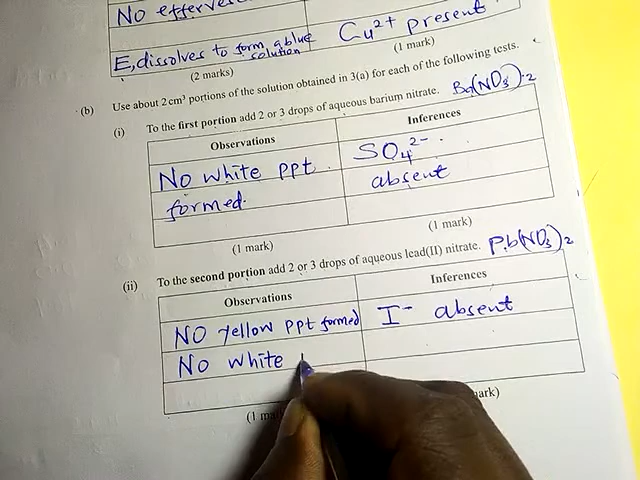 No efferves
E, dissolves to form a blue solution
Cu²⁺ present
(2 marks)
(1 mark)
(b) Use about 2 cm³ portions of the solution obtained in 3(a) for each of the following tests.
(i) To the first portion add 2 or 3 drops of aqueous barium nitrate. Ba(NO₃)·2
Observations Inferences
No white ppt SO₄²⁻.
formed. absent
(1 mark) (1 mark)
(ii) To the second portion add 2 or 3 drops of aqueous lead(II) nitrate. Pb(NO₃)₂
Observations Inferences
NO yellow ppt formed I⁻ absent
No white
(1 ma ark)